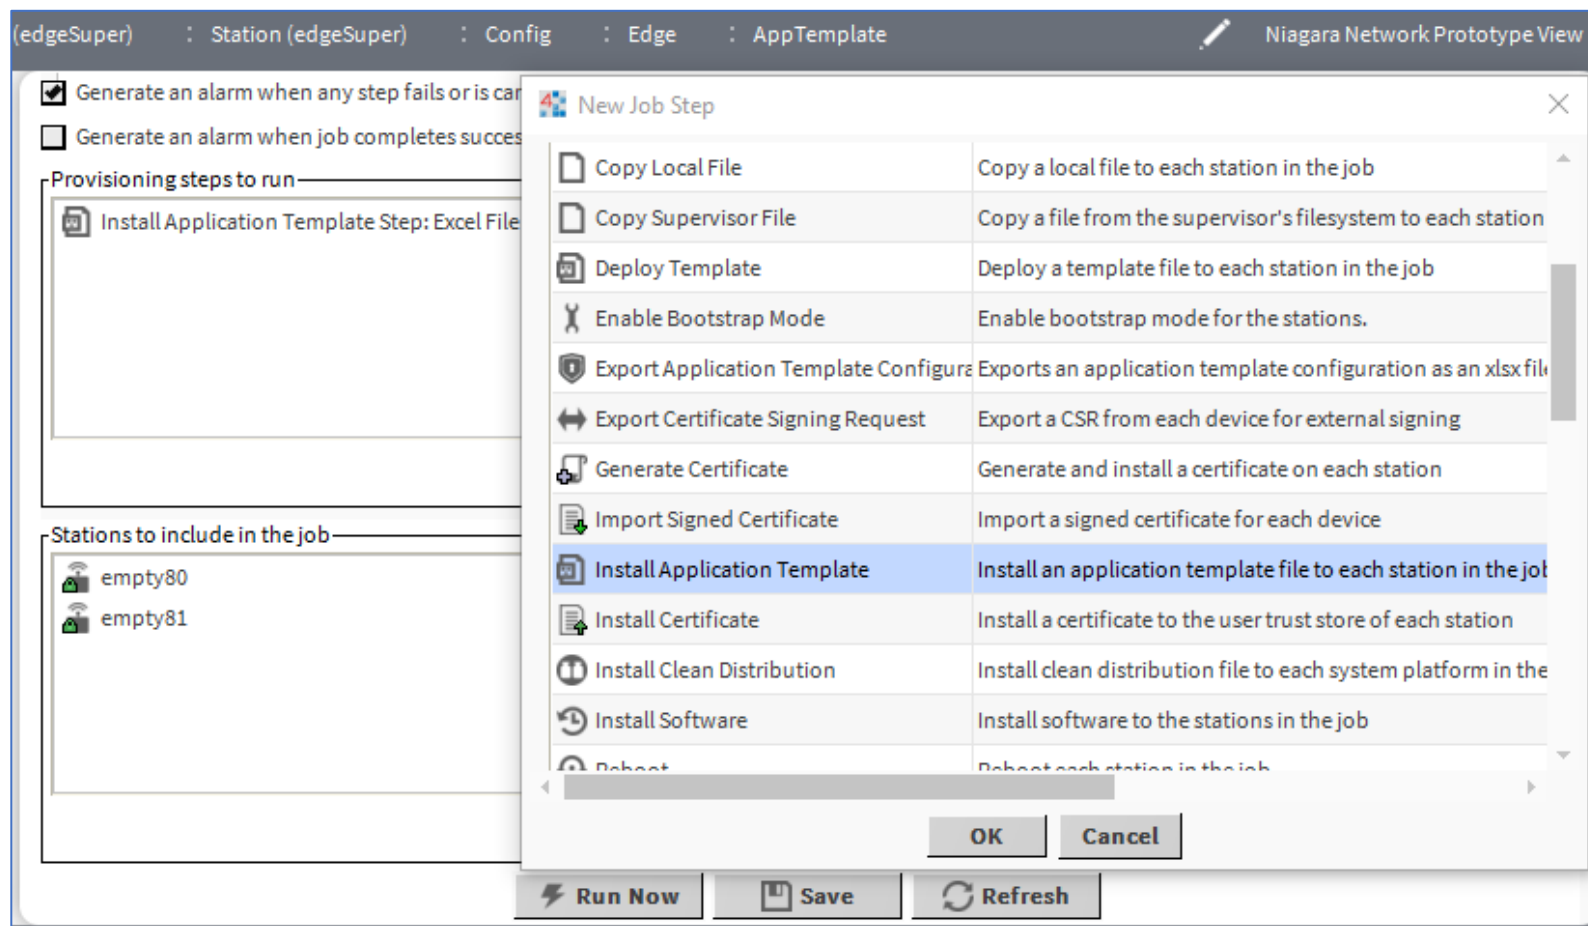 (edgeSuper) : Station (edgeSuper) : Config : Edge : AppTemplate Niagara Network Prototype View
Generate an alarm when any step fails or is car
Generate an alarm when job completes succes
Provisioning steps to run
Install Application Template Step: Excel File
Stations to include in the job
empty80
empty81
New Job Step
Copy Local File Copy a local file to each station in the job
Copy Supervisor File Copy a file from the supervisor's filesystem to each station
Deploy Template Deploy a template file to each station in the job
Enable Bootstrap Mode Enable bootstrap mode for the stations.
Export Application Template Configura Exports an application template configuration as an xlsx file
Export Certificate Signing Request Export a CSR from each device for external signing
Generate Certificate Generate and install a certificate on each station
Import Signed Certificate Import a signed certificate for each device
Install Application Template Install an application template file to each station in the job
Install Certificate Install a certificate to the user trust store of each station
Install Clean Distribution Install clean distribution file to each system platform in the
Install Software Install software to the stations in the job
Reboot Reboot each station in the job
OK Cancel
Run Now Save Refresh